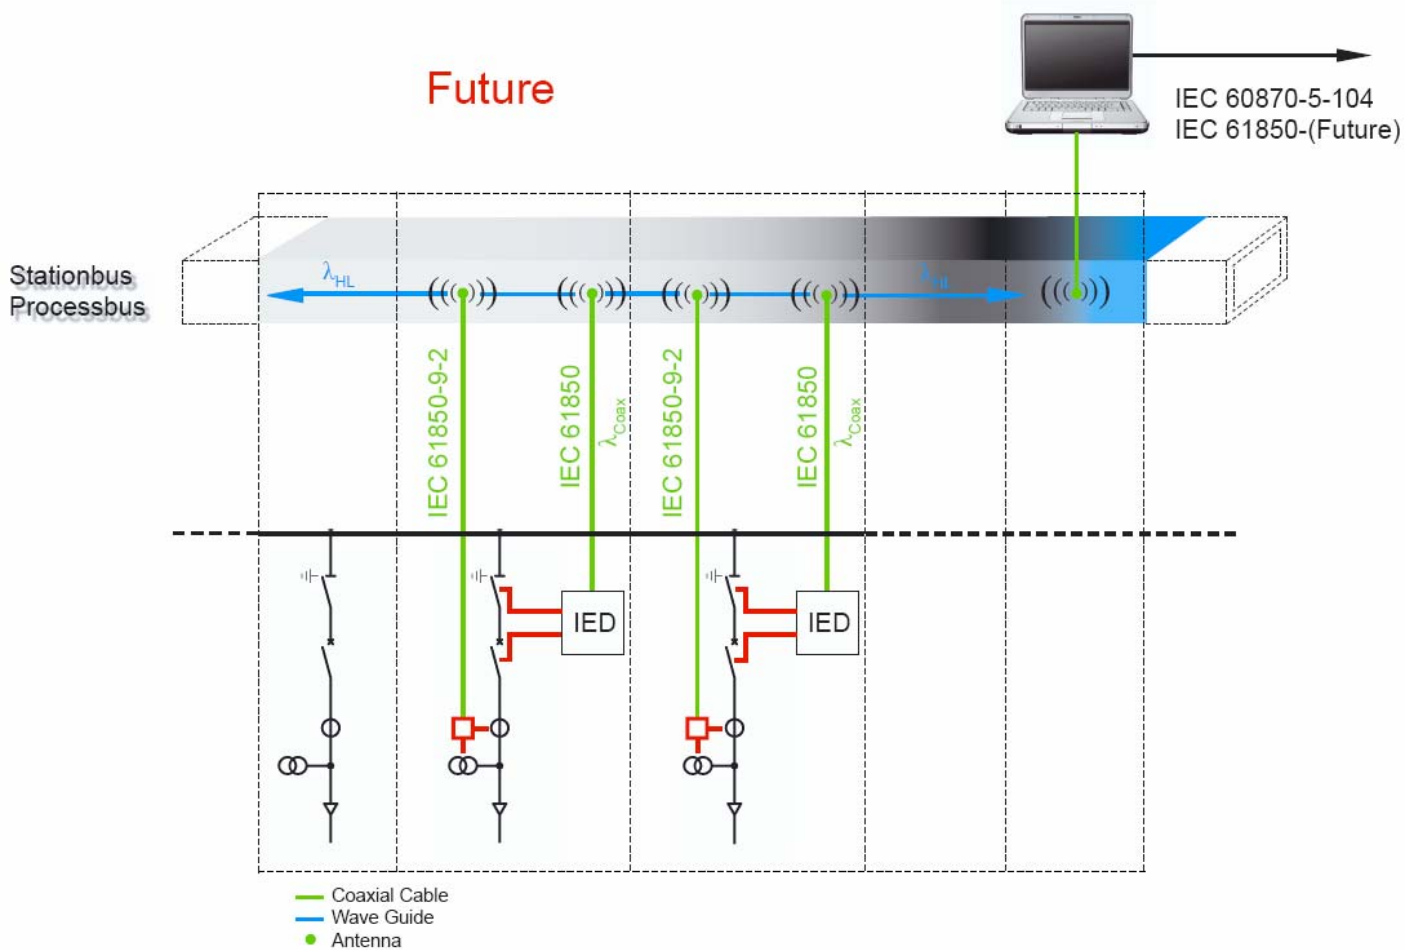 Future
IEC 60870-5-104
IEC 61850-(Future)
Stationbus
Processbus
λHL
λHL
IEC 61850-9-2
IEC 61850
λCoax
IEC 61850-9-2
IEC 61850
λCoax
IED
IED
Coaxial Cable
Wave Guide
Antenna